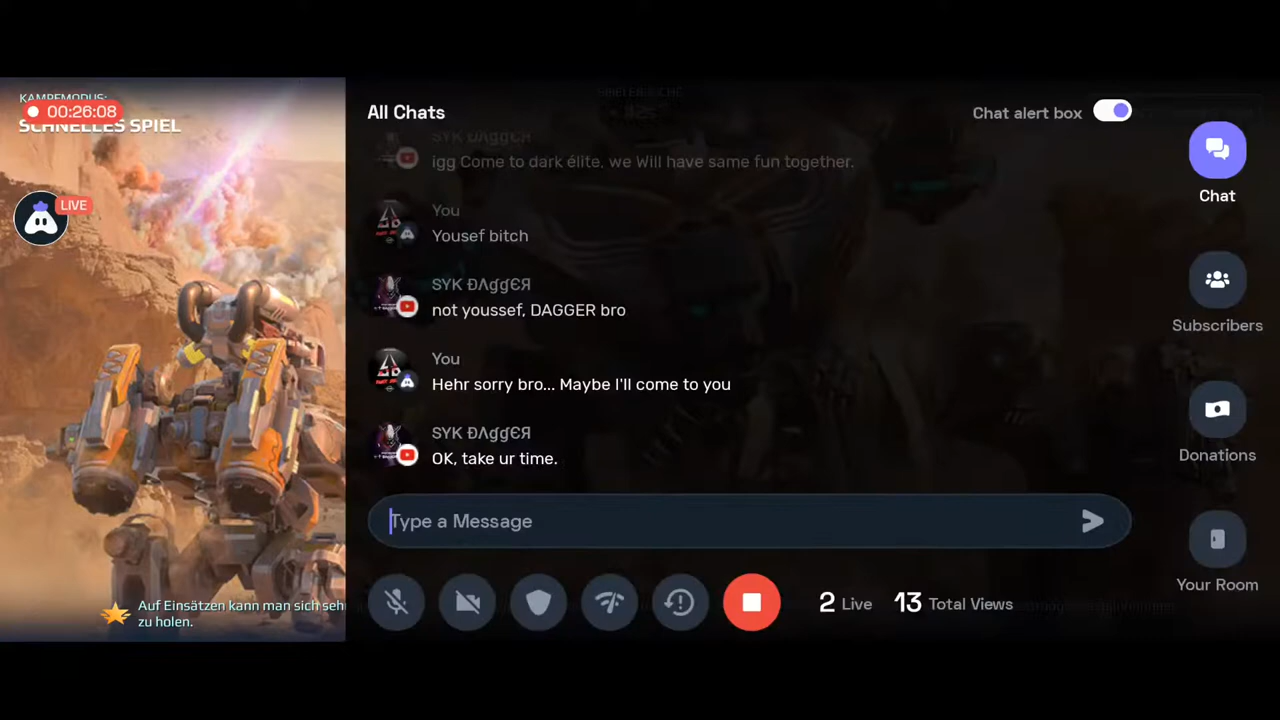 KAMPFMODUS:
00:26:08
SCHNELLES SPIEL
LIVE
Auf Einsätzen kann man sich seh
zu holen.
All Chats
Chat alert box
SYK ĐΛɠɠЄЯ
igg Come to dark élite, we Will have same fun together.
You
Yousef bitch
SYK ĐΛɠɠЄЯ
not youssef, DAGGER bro
You
Hehr sorry bro... Maybe I'll come to you
SYK ĐΛɠɠЄЯ
OK, take ur time.
Type a Message
2 Live
13 Total Views
Chat
Subscribers
Donations
Your Room